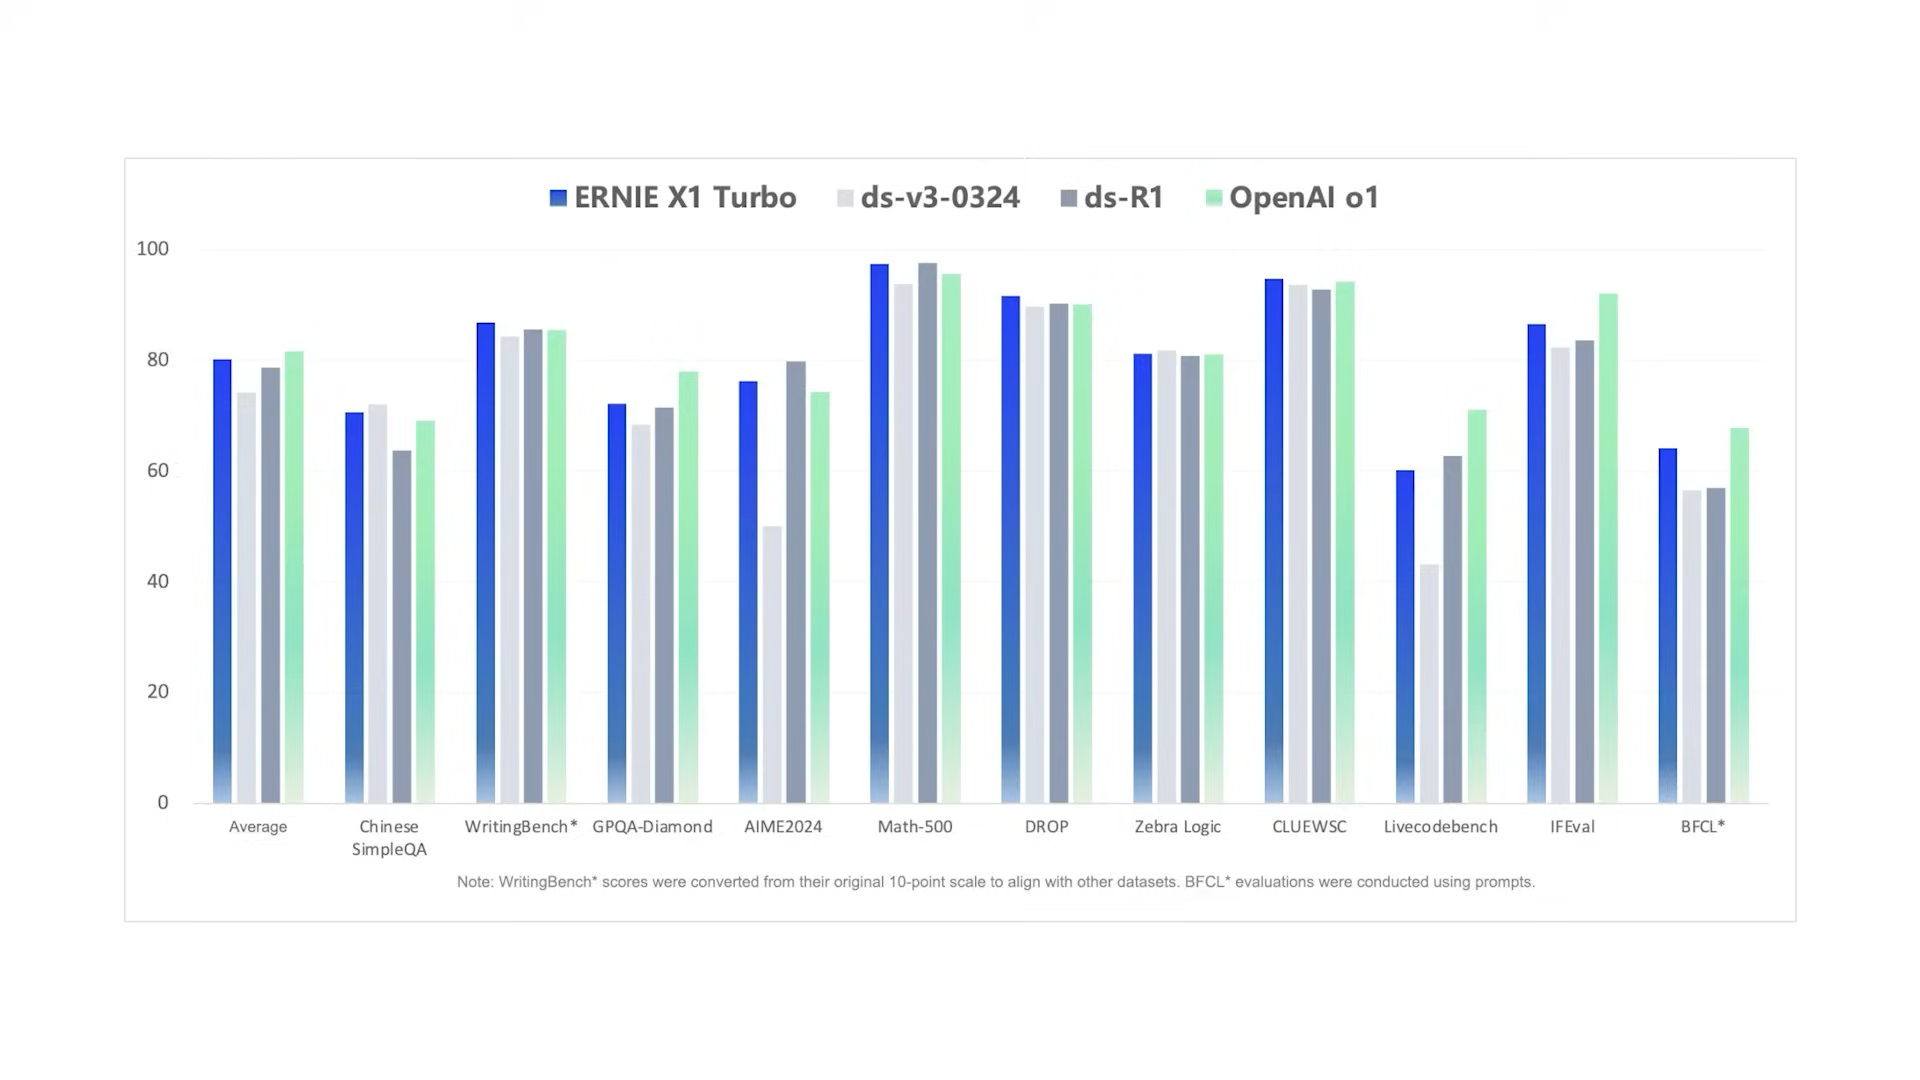 ERNIE X1 Turbo ds-v3-0324 ds-R1 OpenAI o1
100
80
60
40
20
0
Average
Chinese
SimpleQA
WritingBench*
GPQA-Diamond
AIME2024
Math-500
DROP
Zebra Logic
CLUEWSC
Livecodebench
IFEval
BFCL*
Note: WritingBench* scores were converted from their original 10-point scale to align with other datasets. BFCL* evaluations were conducted using prompts.